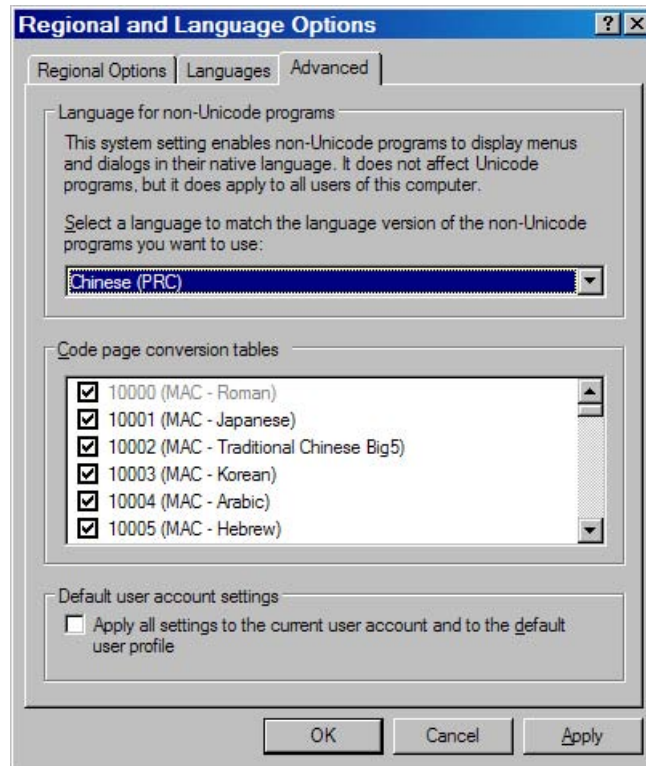 Regional and Language Options
Regional Options Languages Advanced
Language for non-Unicode programs
This system setting enables non-Unicode programs to display menus
and dialogs in their native language. It does not affect Unicode
programs, but it does apply to all users of this computer.
Select a language to match the language version of the non-Unicode
programs you want to use:
Chinese (PRC)
Code page conversion tables
10000 (MAC - Roman)
10001 (MAC - Japanese)
10002 (MAC - Traditional Chinese Big5)
10003 (MAC - Korean)
10004 (MAC - Arabic)
10005 (MAC - Hebrew)
Default user account settings
Apply all settings to the current user account and to the default
user profile
OK Cancel Apply